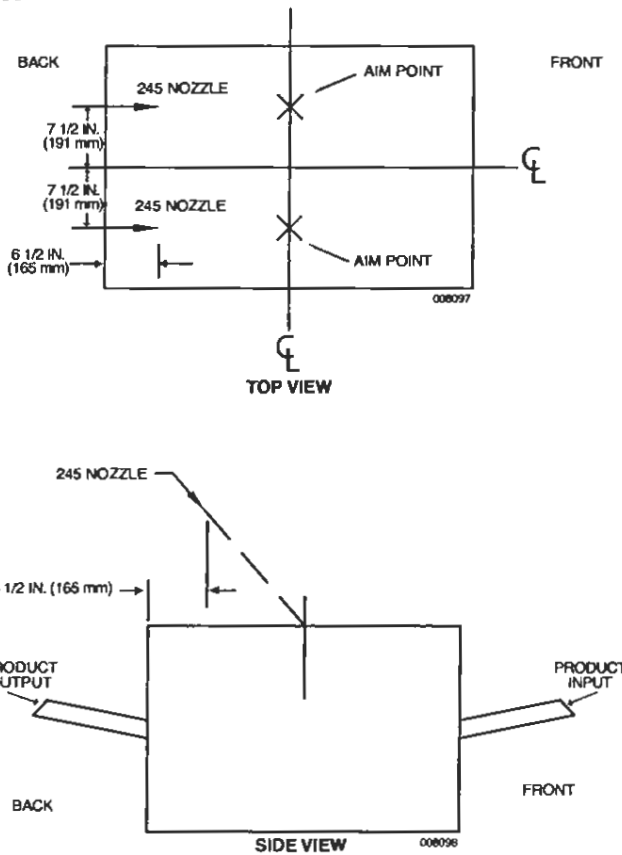 BACK
FRONT
AIM POINT
245 NOZZLE
7 1/2 IN.
(191 mm)
℄
7 1/2 IN.
(191 mm)
245 NOZZLE
6 1/2 IN.
(165 mm)
AIM POINT
008097
℄
TOP VIEW
245 NOZZLE
1/2 IN. (165 mm)
RODUCT
UTPUT
PRODUCT
INPUT
BACK
FRONT
SIDE VIEW
008098